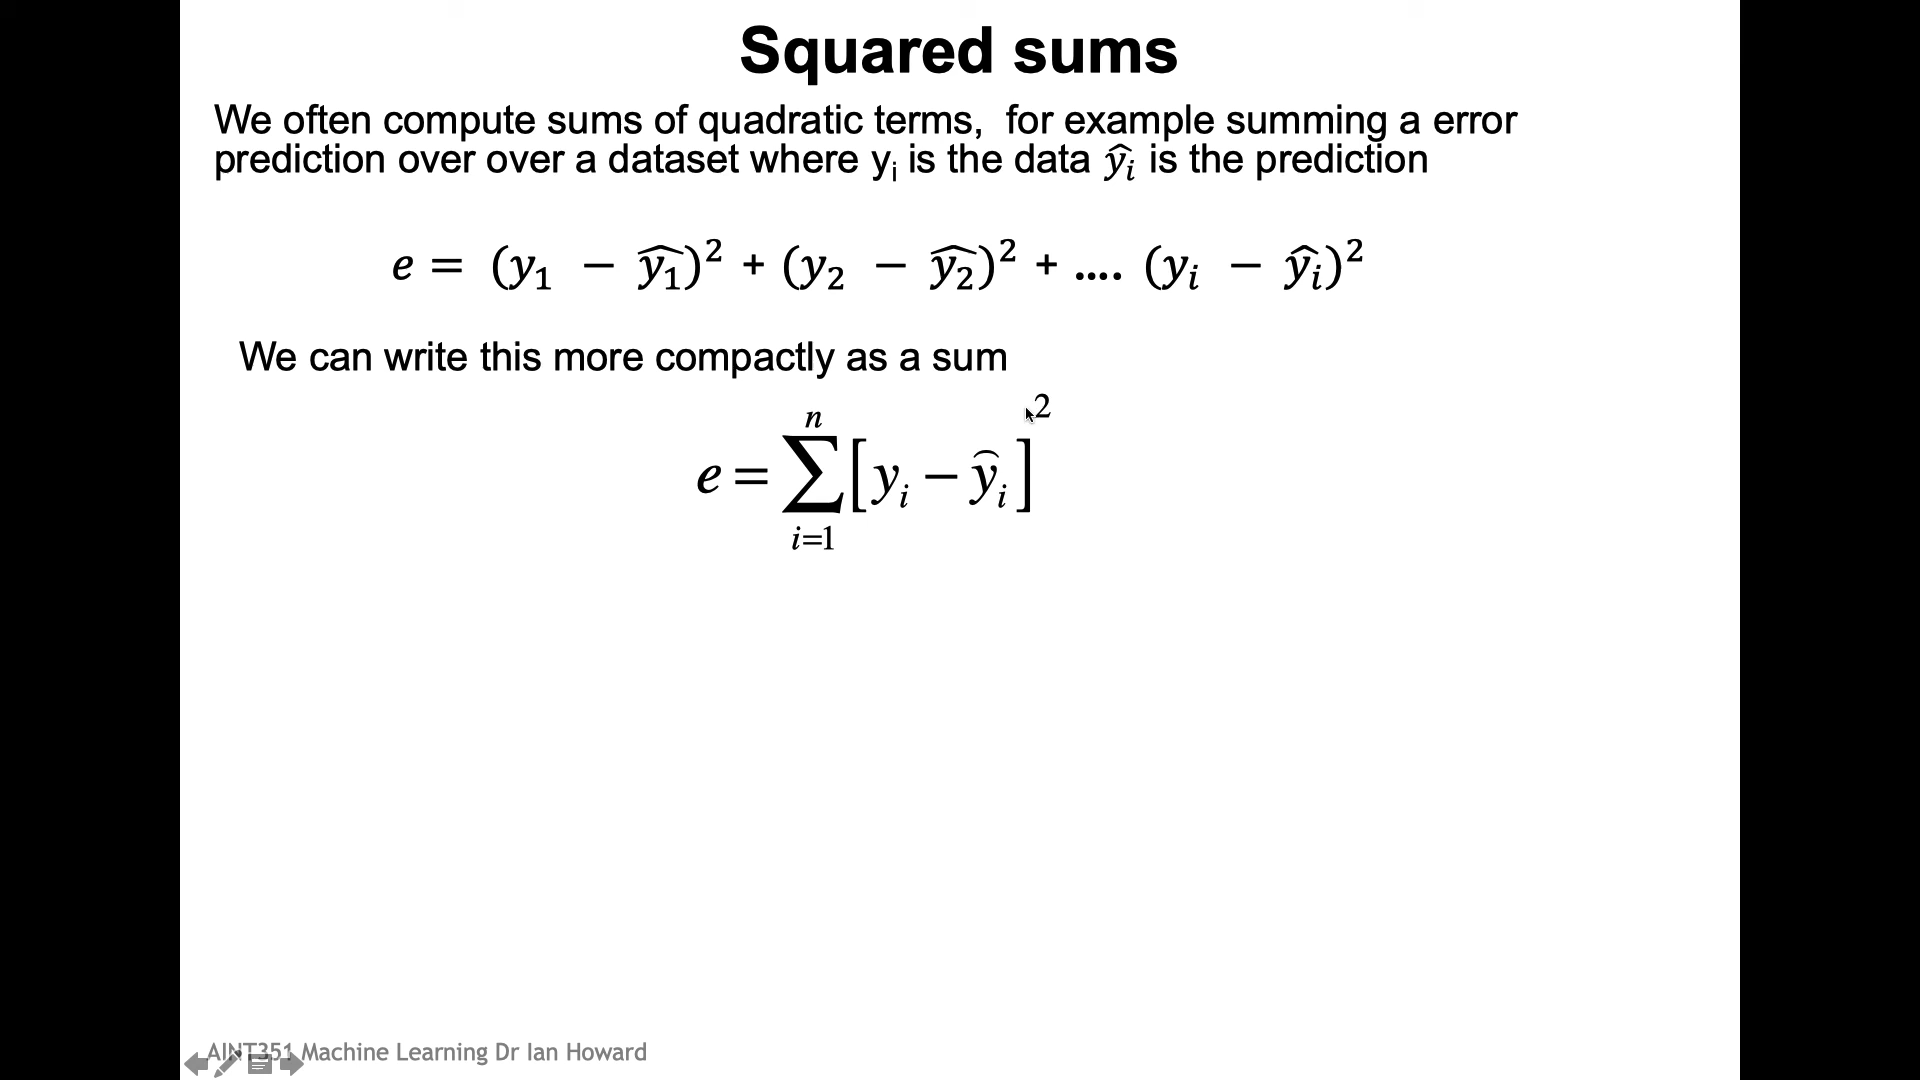 Squared sums
We often compute sums of quadratic terms,  for example summing a error
prediction over over a dataset where yᵢ is the data ŷᵢ is the prediction
e = (y₁ − ŷ₁)² + (y₂ − ŷ₂)² + .... (yᵢ − ŷᵢ)²
We can write this more compactly as a sum
e = ∑ᵢ₌₁ⁿ [yᵢ − ŷᵢ]²
AINT351 Machine Learning Dr Ian Howard